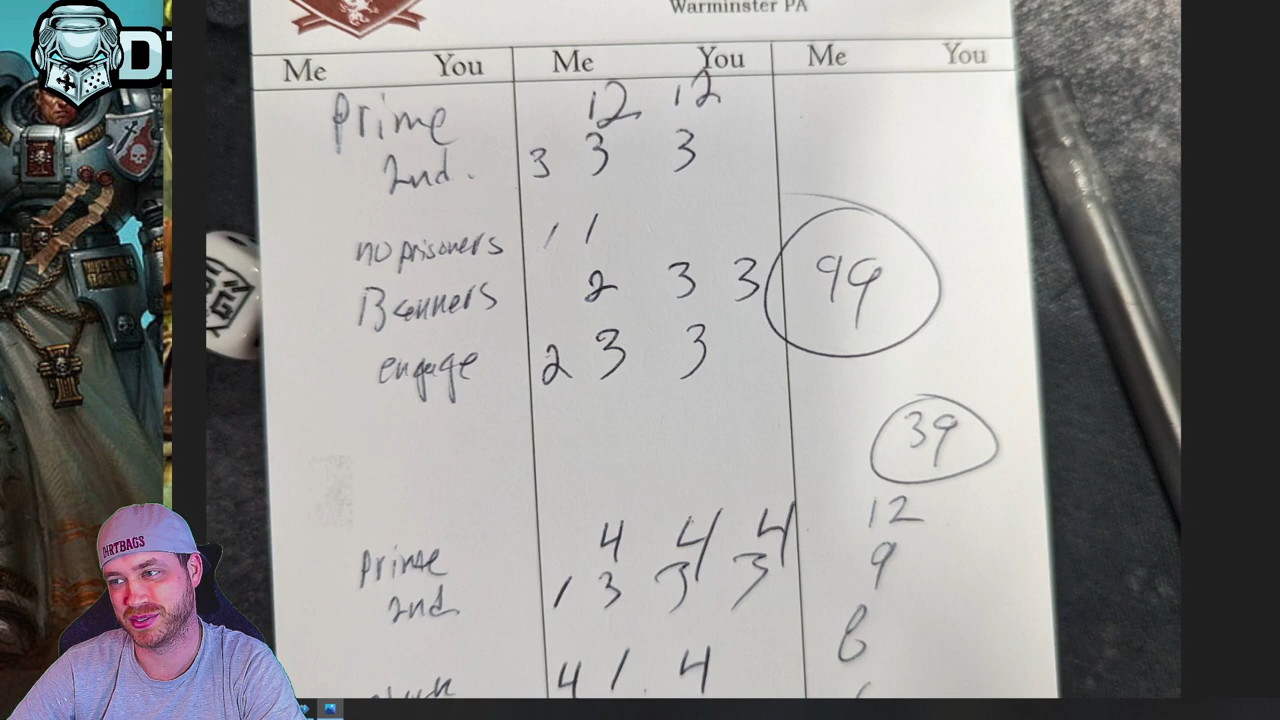 Warminster PA
Me You Me You Me You
Prime 12 12
2nd. 3 3 3
no prisoners 1 1
Banners 2 3 3
engage 2 3 3
99
39
prime 4 4 4 12
2nd. 1 3 3 3 9
4 1 4 8
DIRTBAGS